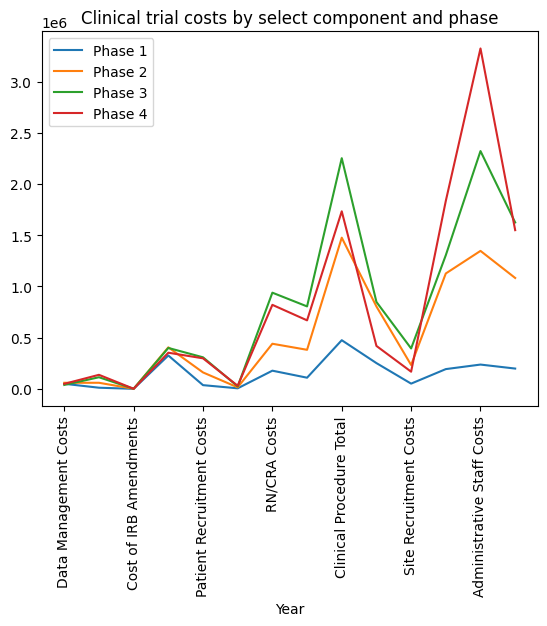 Clinical trial costs by select component and phase
1e6
Phase 1
Phase 2
Phase 3
Phase 4
3.0
2.5
2.0
1.5
1.0
0.5
0.0
Data Management Costs
Cost of IRB Amendments
Patient Recruitment Costs
RN/CRA Costs
Clinical Procedure Total
Site Recruitment Costs
Administrative Staff Costs
Year